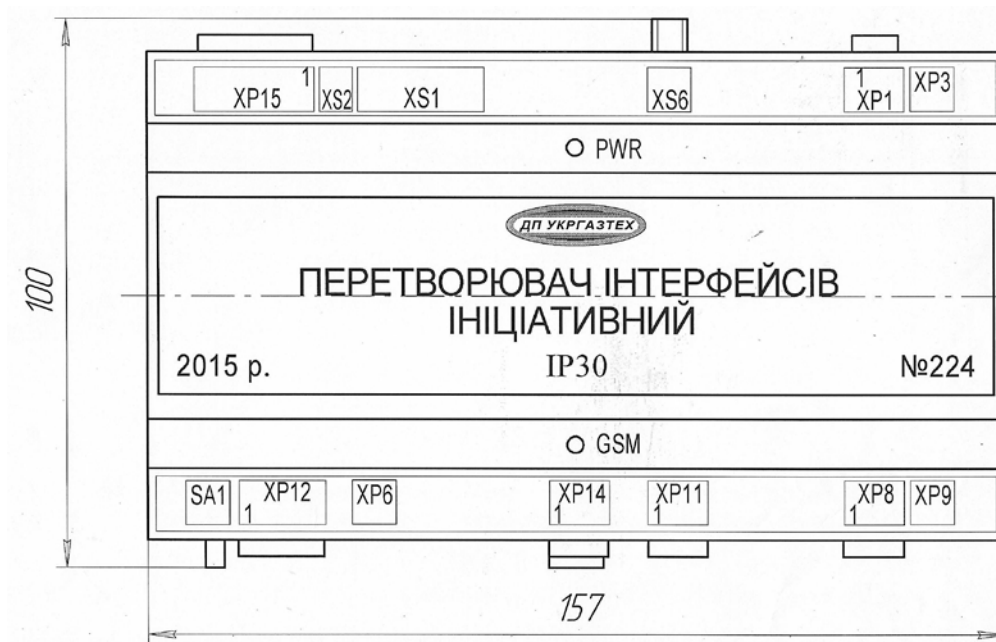 1
XP15
XS2
XS1
XS6
1
XP1
XP3
PWR
ДП УКРГАЗТЕХ
ПЕРЕТВОРЮВАЧ ІНТЕРФЕЙСІВ
ІНІЦІАТИВНИЙ
2015 р.
IP30
№224
100
GSM
SA1
XP12
1
XP6
XP14
1
XP11
1
XP8
1
XP9
157